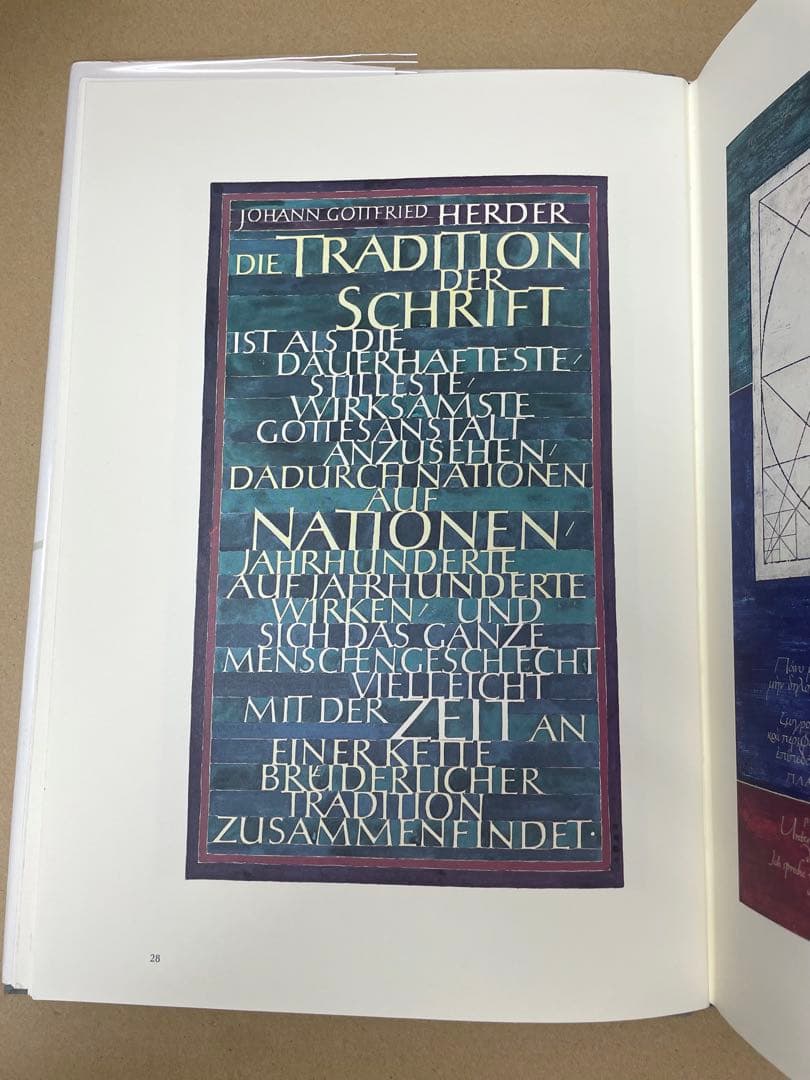 JOHANN GOTTFRIED HERDER
DIE TRADITION
DER
SCHRIFT
IST ALS DIE
DAUERHAFTESTE/
STILLESTE/
WIRKSAMSTE
GOTTESANSTALT
ANZUSEHEN/
DADURCH NATIONEN
AUF
NATIONEN/
JAHRHUNDERTE
AUF JAHRHUNDERTE
WIRKEN/ UND
SICH DAS GANZE
MENSCHENGESCHLECHT
VIELLEICHT
MIT DER ZEIT AN
EINER KETTE
BRÜDERLICHER
TRADITION
ZUSAMMENFINDET.
28